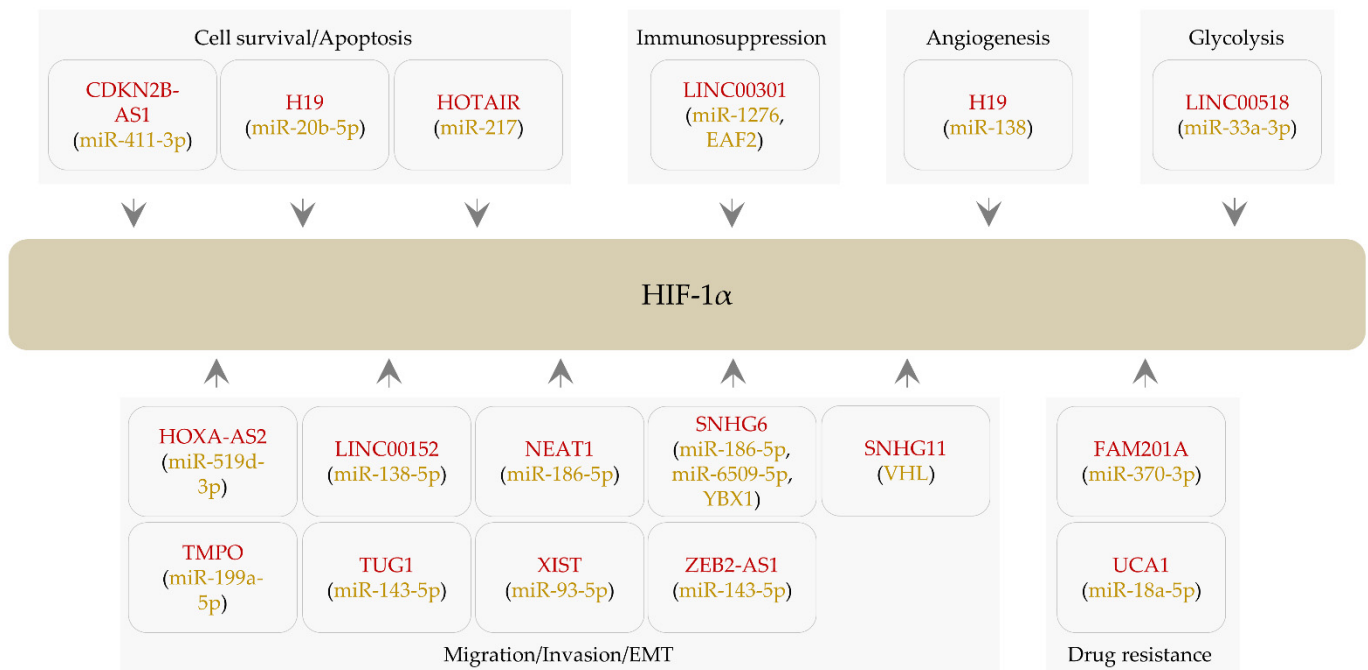 Cell survival/Apoptosis
CDKN2B-
AS1
(miR-411-3p)
H19
(miR-20b-5p)
HOTAIR
(miR-217)
Immunosuppression
LINC00301
(miR-1276,
EAF2)
Angiogenesis
H19
(miR-138)
Glycolysis
LINC00518
(miR-33a-3p)
HIF-1α
HOXA-AS2
(miR-519d-
3p)
LINC00152
(miR-138-5p)
NEAT1
(miR-186-5p)
SNHG6
(miR-186-5p,
miR-6509-5p,
YBX1)
SNHG11
(VHL)
TMPO
(miR-199a-
5p)
TUG1
(miR-143-5p)
XIST
(miR-93-5p)
ZEB2-AS1
(miR-143-5p)
Migration/Invasion/EMT
FAM201A
(miR-370-3p)
UCA1
(miR-18a-5p)
Drug resistance